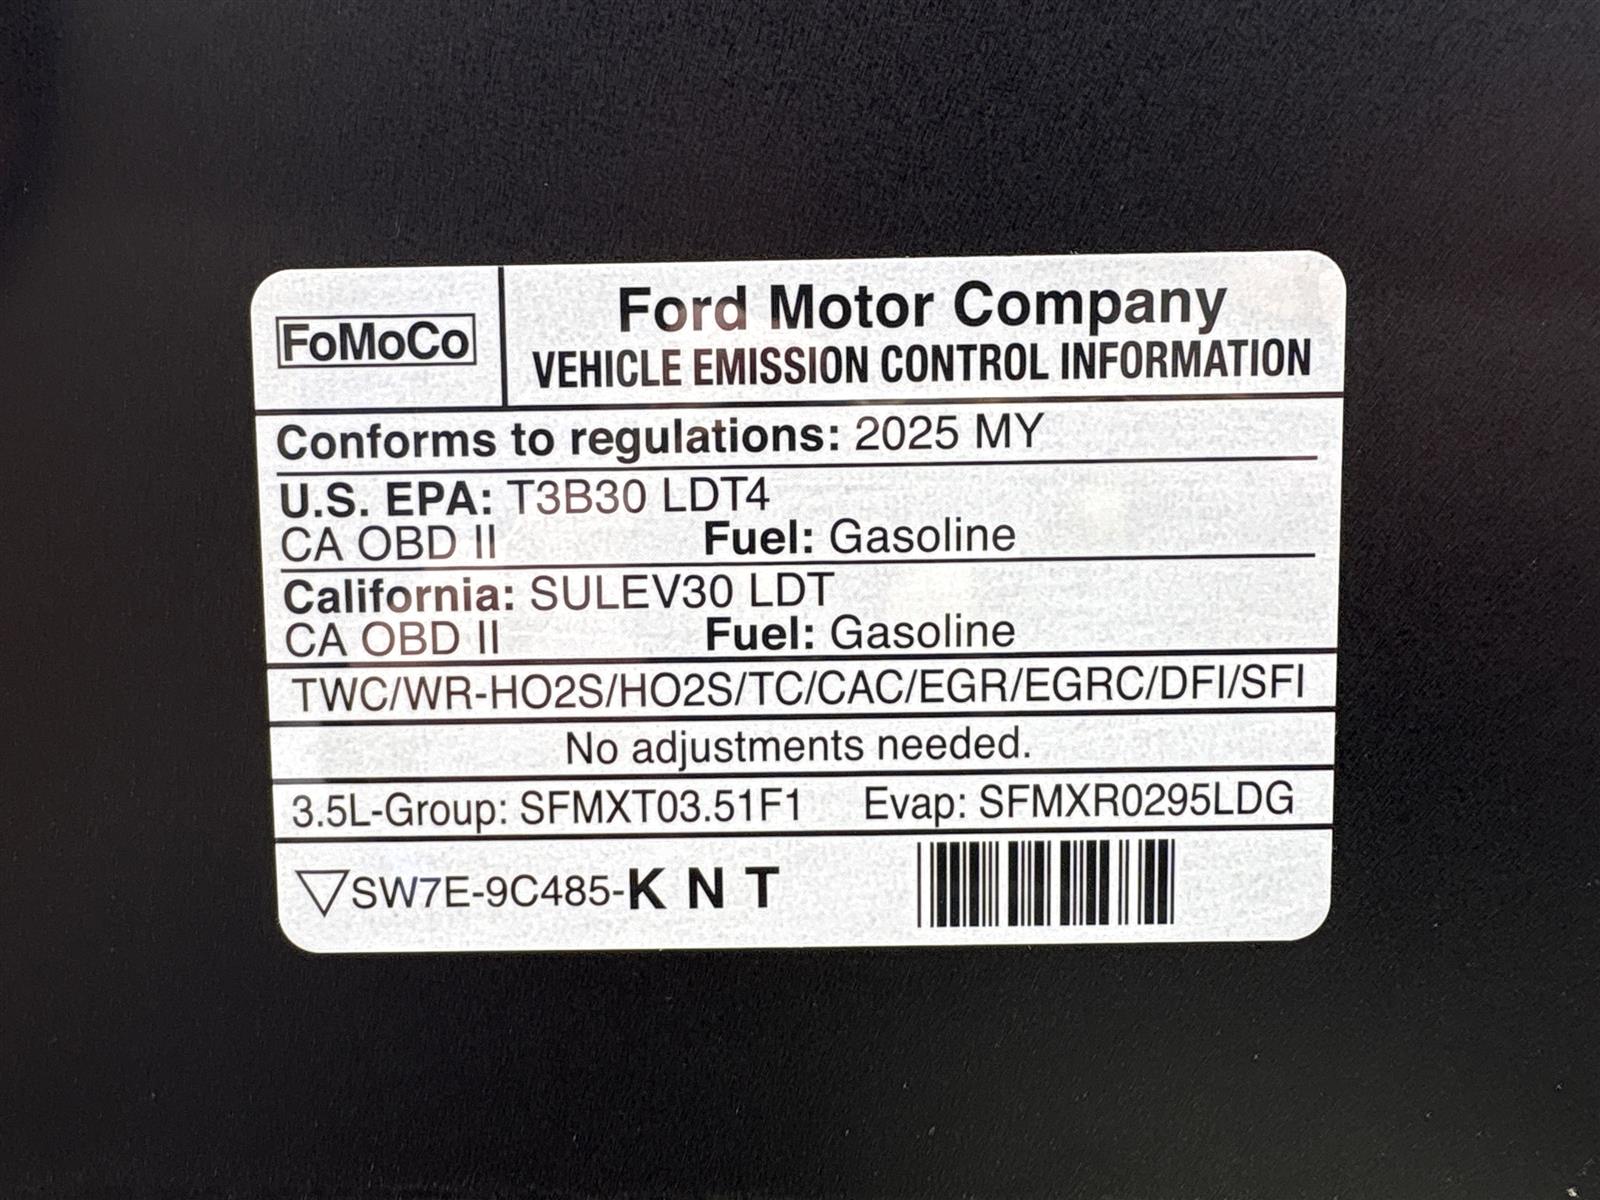 FoMoCo
Ford Motor Company
VEHICLE EMISSION CONTROL INFORMATION
Conforms to regulations: 2025 MY
U.S. EPA: T3B30 LDT4
CA OBD II Fuel: Gasoline
California: SULEV30 LDT
CA OBD II Fuel: Gasoline
TWC/WR-HO2S/HO2S/TC/CAC/EGR/EGRC/DFI/SFI
No adjustments needed.
3.5L-Group: SFMXT03.51F1 Evap: SFMXR0295LDG
SW7E-9C485-K N T